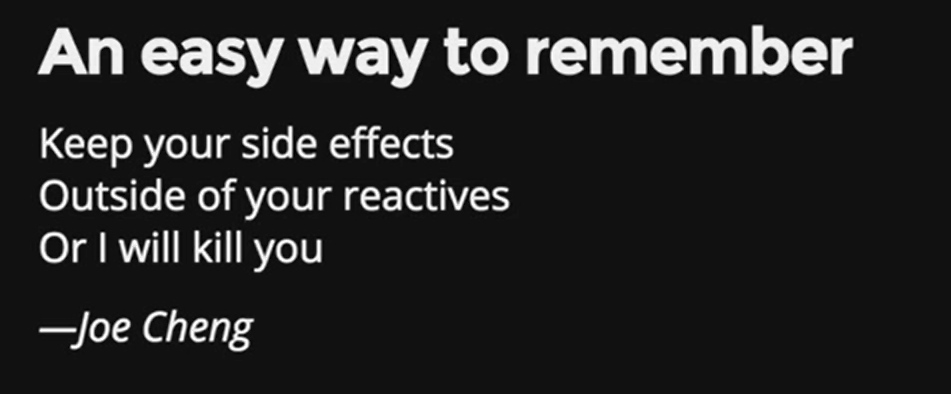 An easy way to remember
Keep your side effects
Outside of your reactives
Or I will kill you
—Joe Cheng